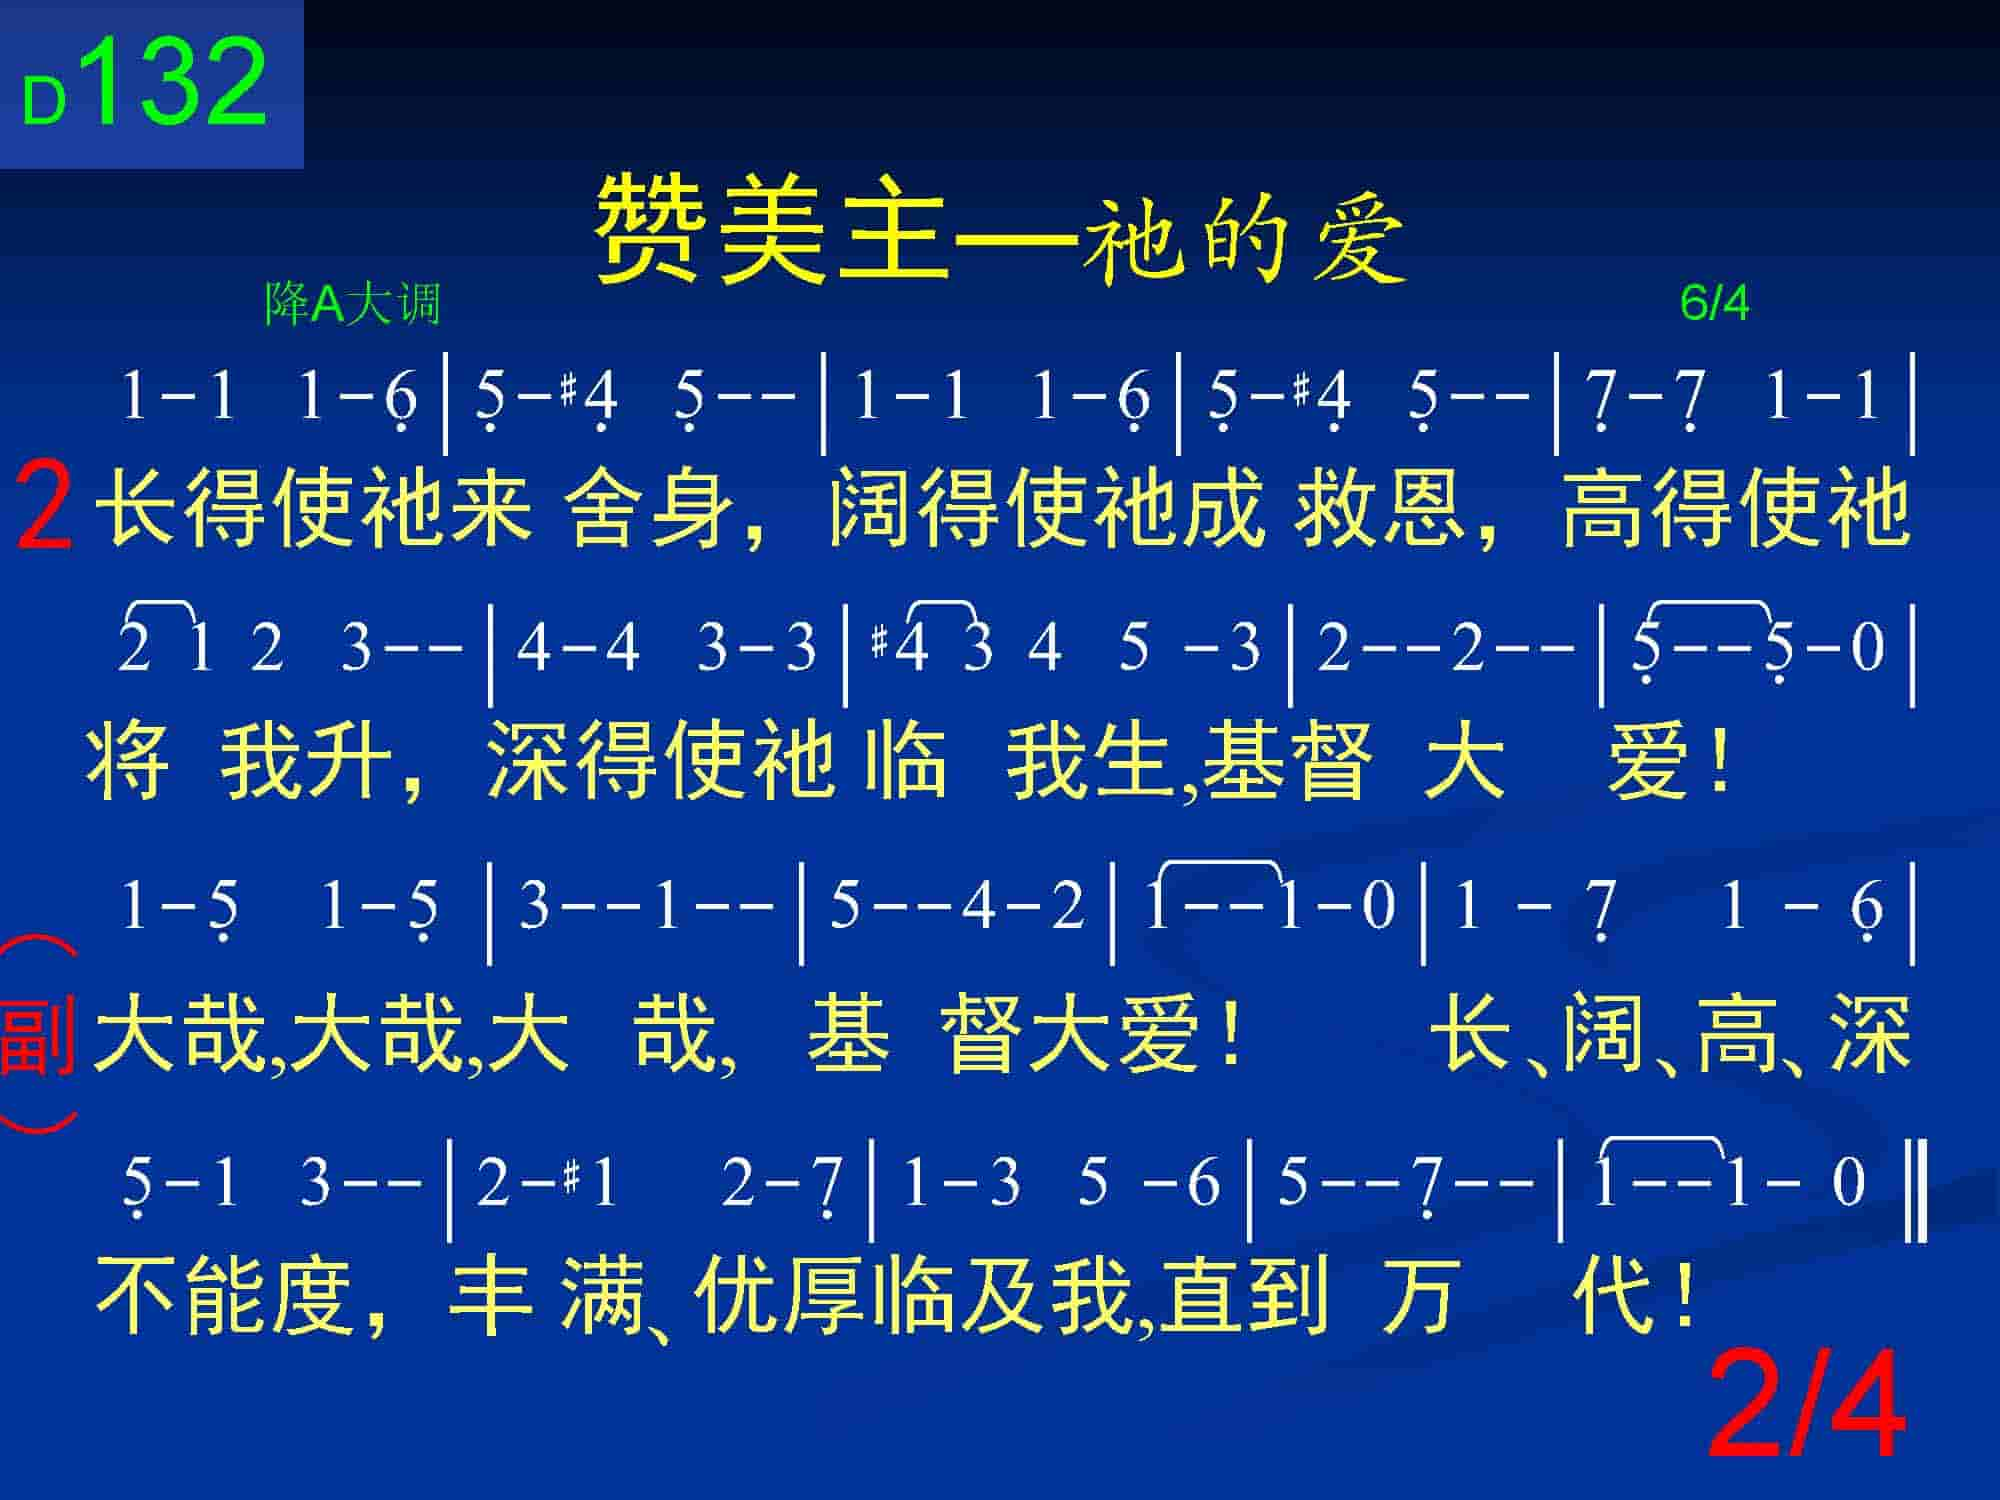 D132
赞美主—祂的爱
降A大调 6/4
1-1 1-6̣|5̣-#4̣ 5̣--|1-1 1-6̣|5̣-#4̣ 5̣--|7̣-7̣ 1-1|
2 长得使祂来 舍身，阔得使祂成 救恩，高得使祂
2 1 2 3--|4-4 3-3|#4 3 4 5 -3|2--2--|5̣--5̣-0|
将 我升，深得使祂 临 我生,基督 大 爱！
1-5̣ 1-5̣|3--1--|5--4-2|1--1-0|1 - 7̣ 1 - 6̣|
（副） 大哉,大哉,大 哉, 基 督大爱！ 长、阔、高、深
5̣-1 3--|2-#1 2-7̣|1-3 5 -6|5--7̣--|1--1- 0‖
不能度，丰 满、优厚临及我,直到 万 代！
2/4